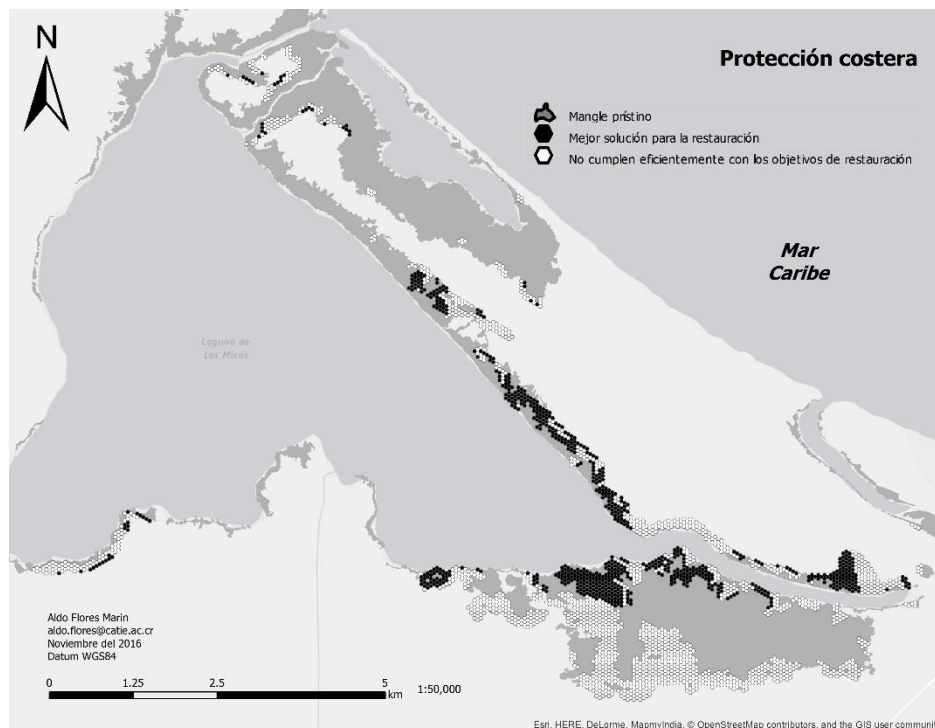 N
Protección costera
Mangle prístino
Mejor solución para la restauración
No cumplen eficientemente con los objetivos de restauración
Mar
Caribe
Laguna de
Los Micos
Aldo Flores Marin
aldo.flores@catie.ac.cr
Noviembre del 2016
Datum WGS84
0 1.25 2.5 5
km 1:50,000
Esri, HERE, DeLorme, MapmyIndia, © OpenStreetMap contributors, and the GIS user communit